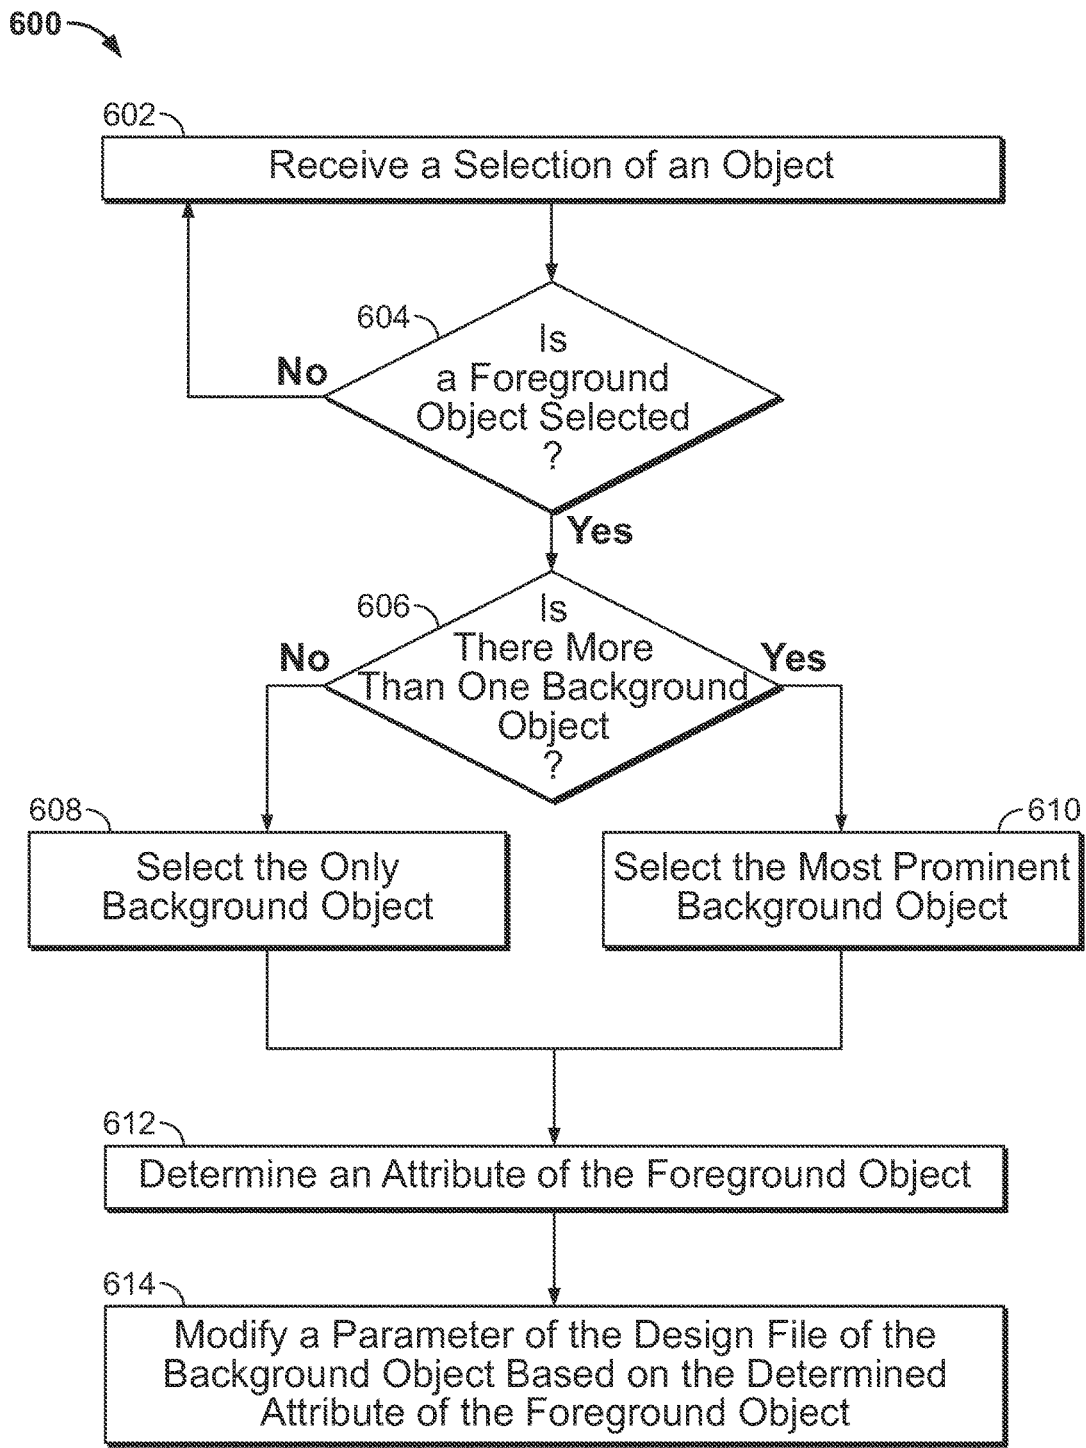 600
602
Receive a Selection of an Object
604
Is
a Foreground
Object Selected
?
No
Yes
606
Is
There More
Than One Background
Object
?
No
Yes
608
Select the Only
Background Object
610
Select the Most Prominent
Background Object
612
Determine an Attribute of the Foreground Object
614
Modify a Parameter of the Design File of the
Background Object Based on the Determined
Attribute of the Foreground Object